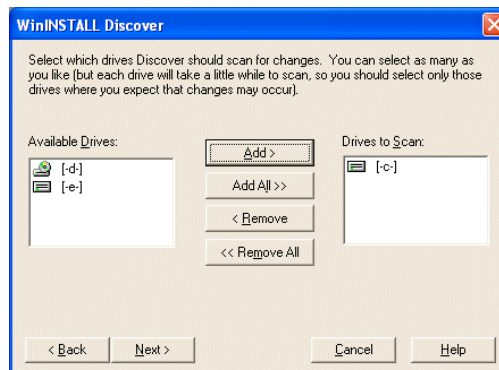 WinINSTALL Discover
Select which drives Discover should scan for changes. You can select as many as
you like (but each drive will take a little while to scan, so you should select only those
drives where you expect that changes may occur).
Available Drives:
Drives to Scan:
[-d-]
[-e-]
Add >
Add All >>
< Remove
<< Remove All
[-c-]
< Back
Next >
Cancel
Help